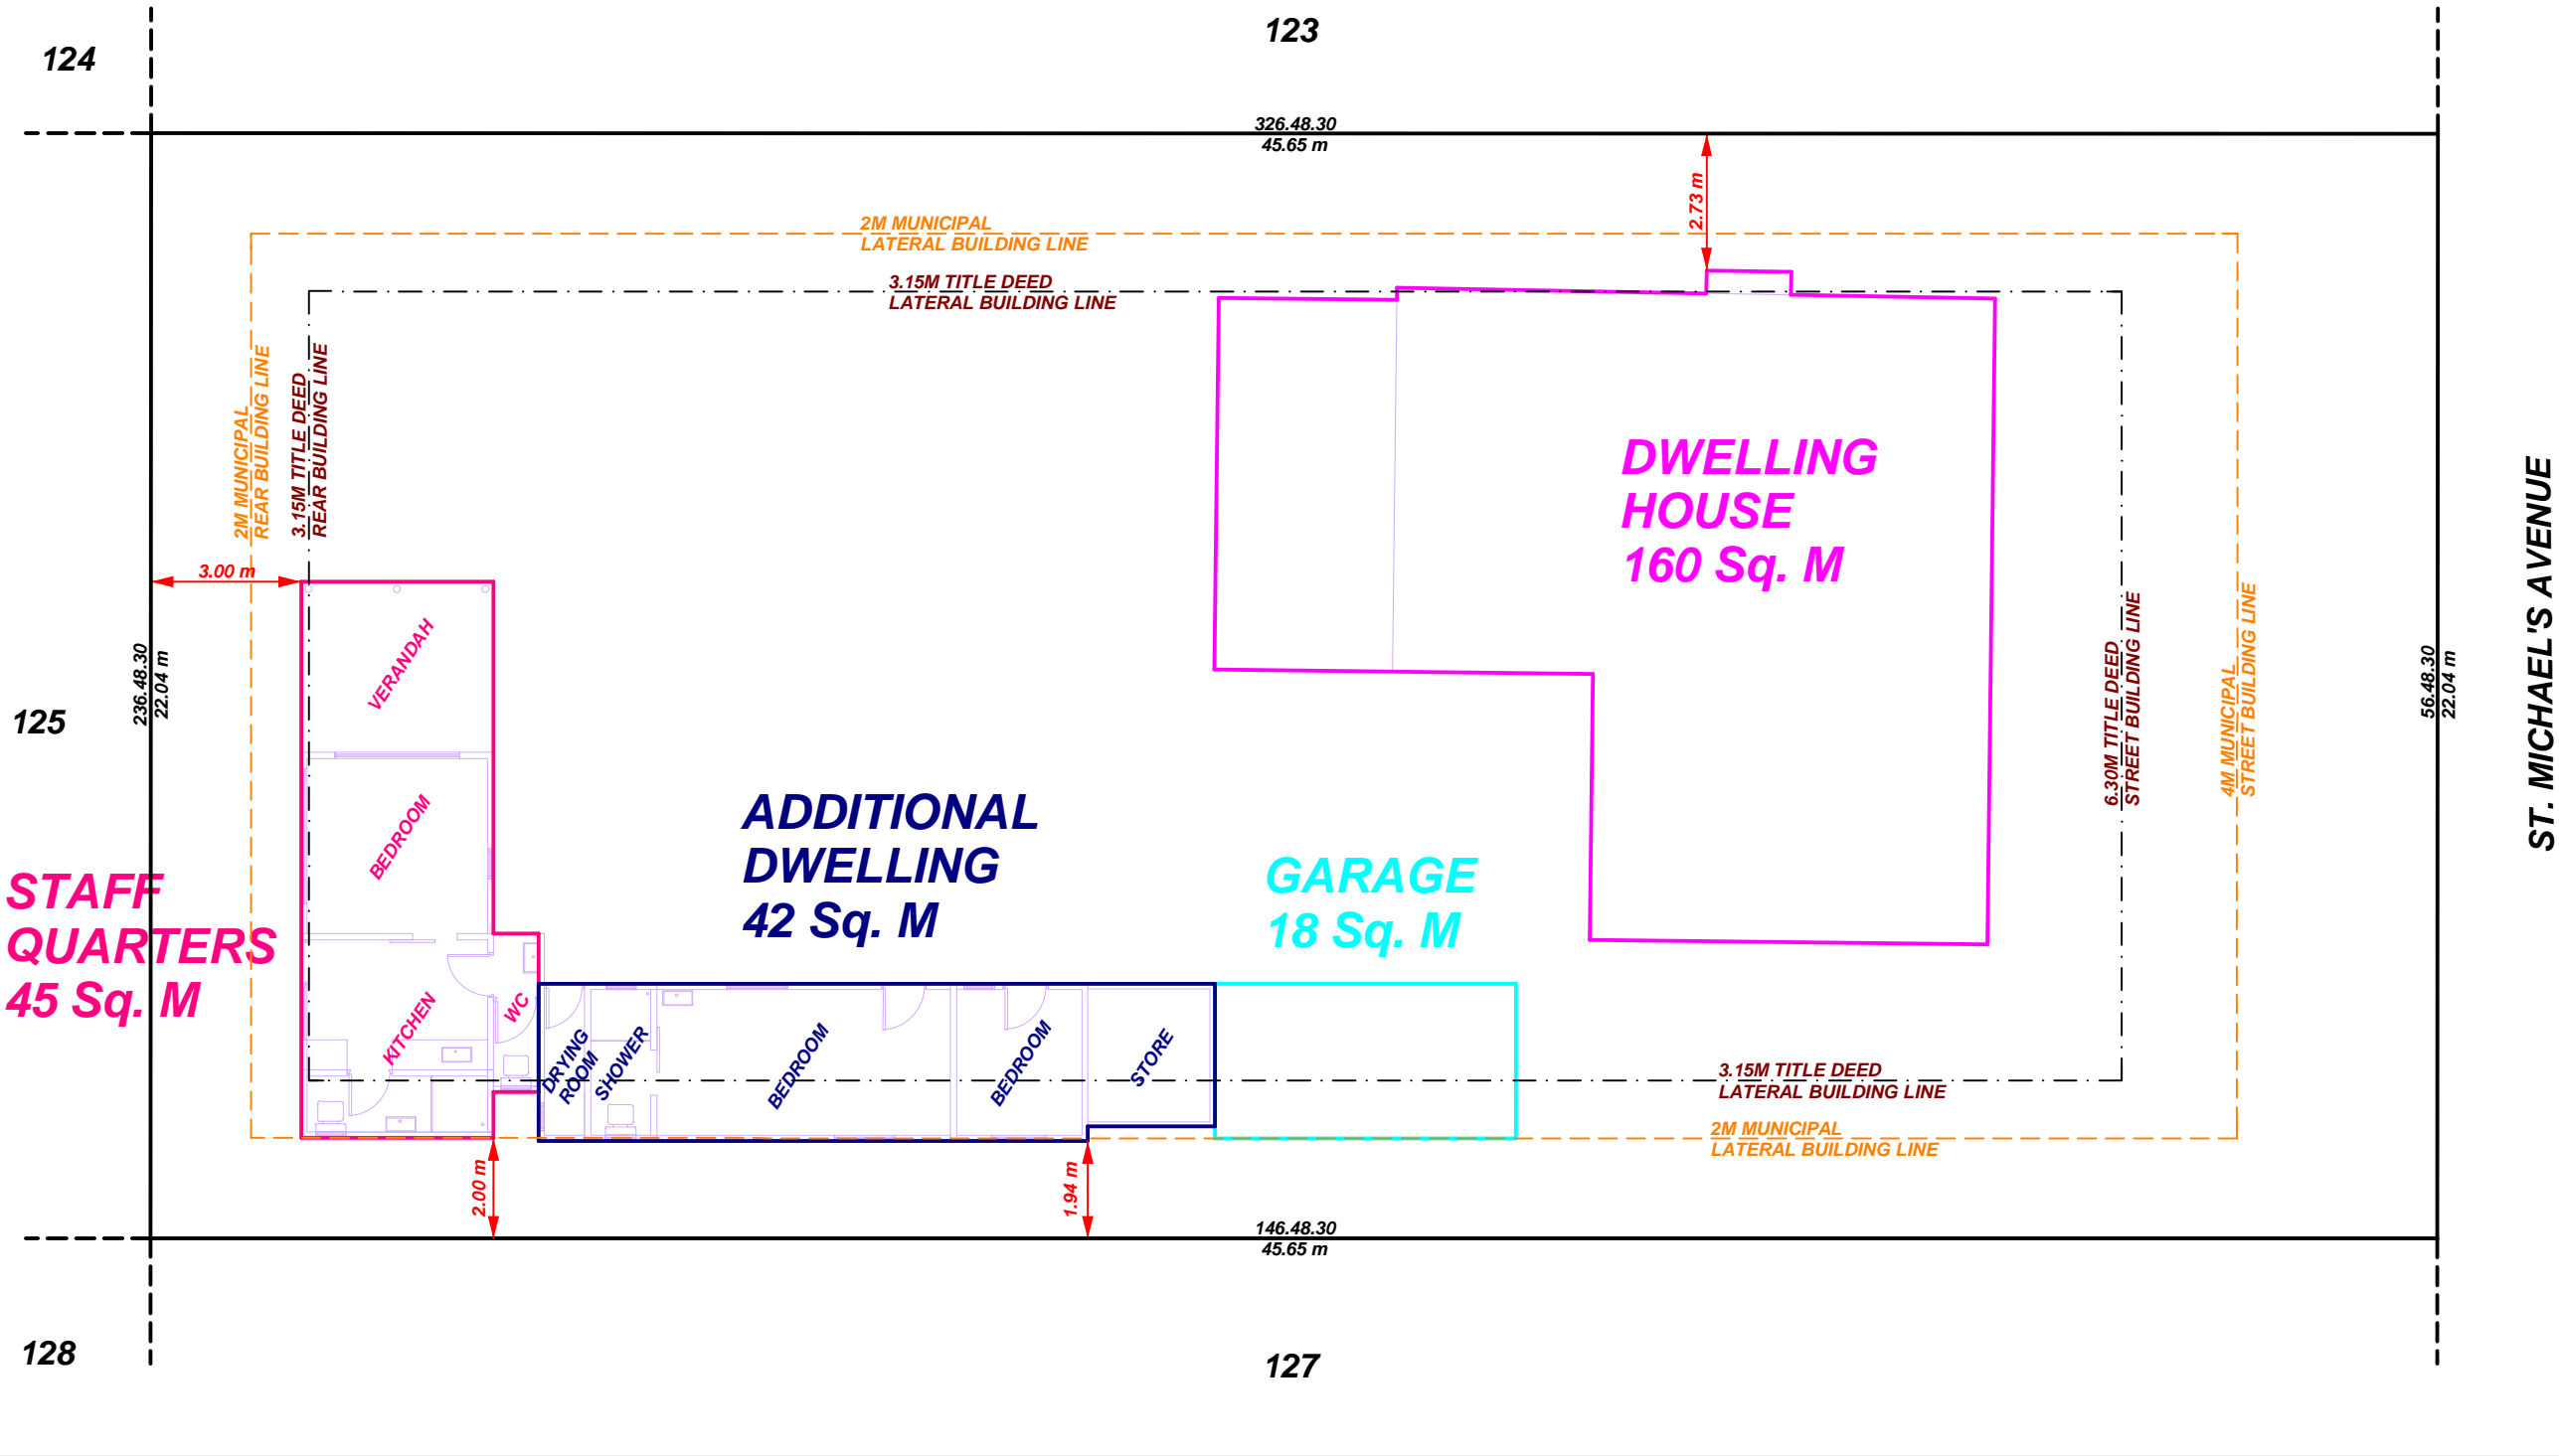 123
124
326.48.30
45.65 m
2.73 m
2M MUNICIPAL
LATERAL BUILDING LINE
3.15M TITLE DEED
LATERAL BUILDING LINE
2M MUNICIPAL
REAR BUILDING LINE
3.15M TITLE DEED
REAR BUILDING LINE
DWELLING
HOUSE
160 Sq. M
ST. MICHAEL'S AVENUE
3.00 m
VERANDAH
6.30M TITLE DEED
STREET BUILDING LINE
4M MUNICIPAL
STREET BUILDING LINE
236.48.30
22.04 m
56.48.30
22.04 m
125
BEDROOM
ADDITIONAL
DWELLING
42 Sq. M
GARAGE
18 Sq. M
STAFF
QUARTERS
45 Sq. M
KITCHEN
WC
DRYING
ROOM
SHOWER
BEDROOM
BEDROOM
STORE
3.15M TITLE DEED
LATERAL BUILDING LINE
2M MUNICIPAL
LATERAL BUILDING LINE
2.00 m
1.94 m
146.48.30
45.65 m
128
127